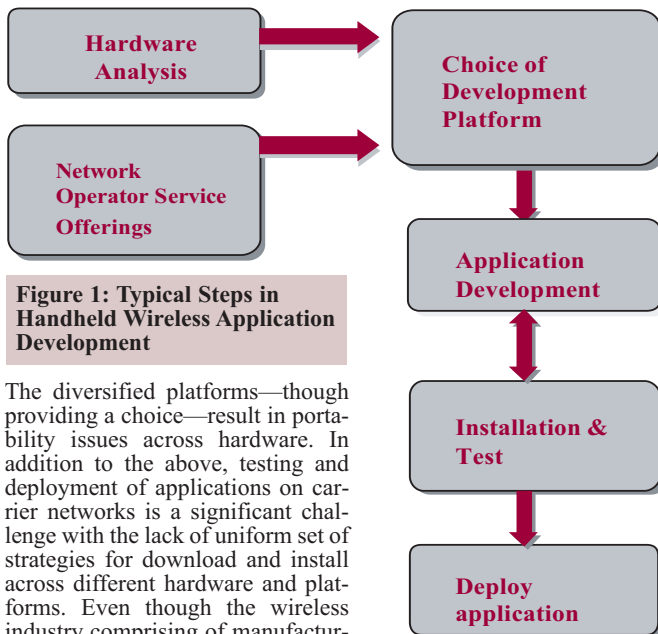 Hardware
Analysis
Choice of
Development
Platform
Network
Operator Service
Offerings
Application
Development
Figure 1: Typical Steps in
Handheld Wireless Application
Development
Installation &
Test
Deploy
application
The diversified platforms—though
providing a choice—result in porta-
bility issues across hardware. In
addition to the above, testing and
deployment of applications on car-
rier networks is a significant chal-
lenge with the lack of uniform set of
strategies for download and install
across different hardware and plat-
forms. Even though the wireless
industry comprising of manufactur-